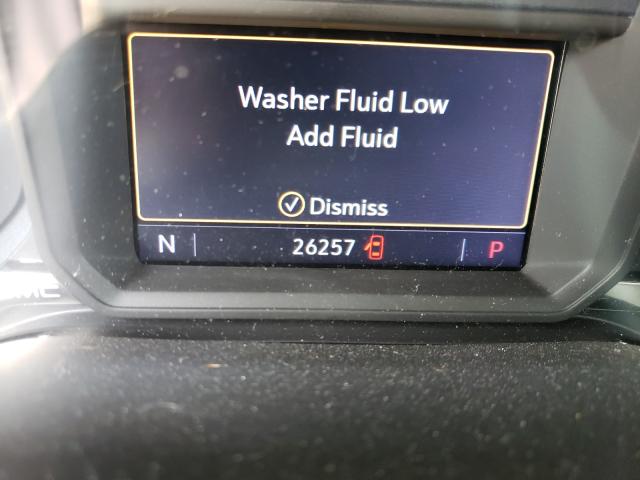 Washer Fluid Low
Add Fluid
Dismiss
N 26257 P